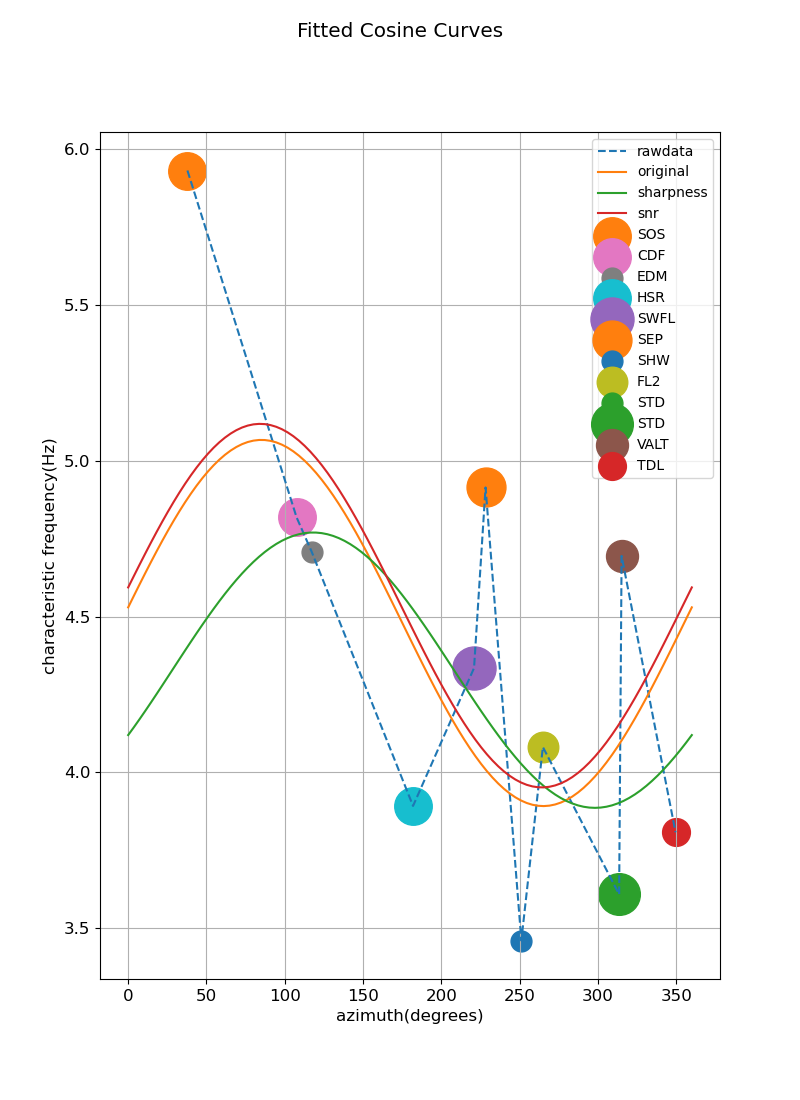 Fitted Cosine Curves
6.0
5.5
5.0
4.5
4.0
3.5
characteristic frequency(Hz)
rawdata
original
sharpness
snr
SOS
CDF
EDM
HSR
SWFL
SEP
SHW
FL2
STD
STD
VALT
TDL
0 50 100 150 200 250 300 350
azimuth(degrees)